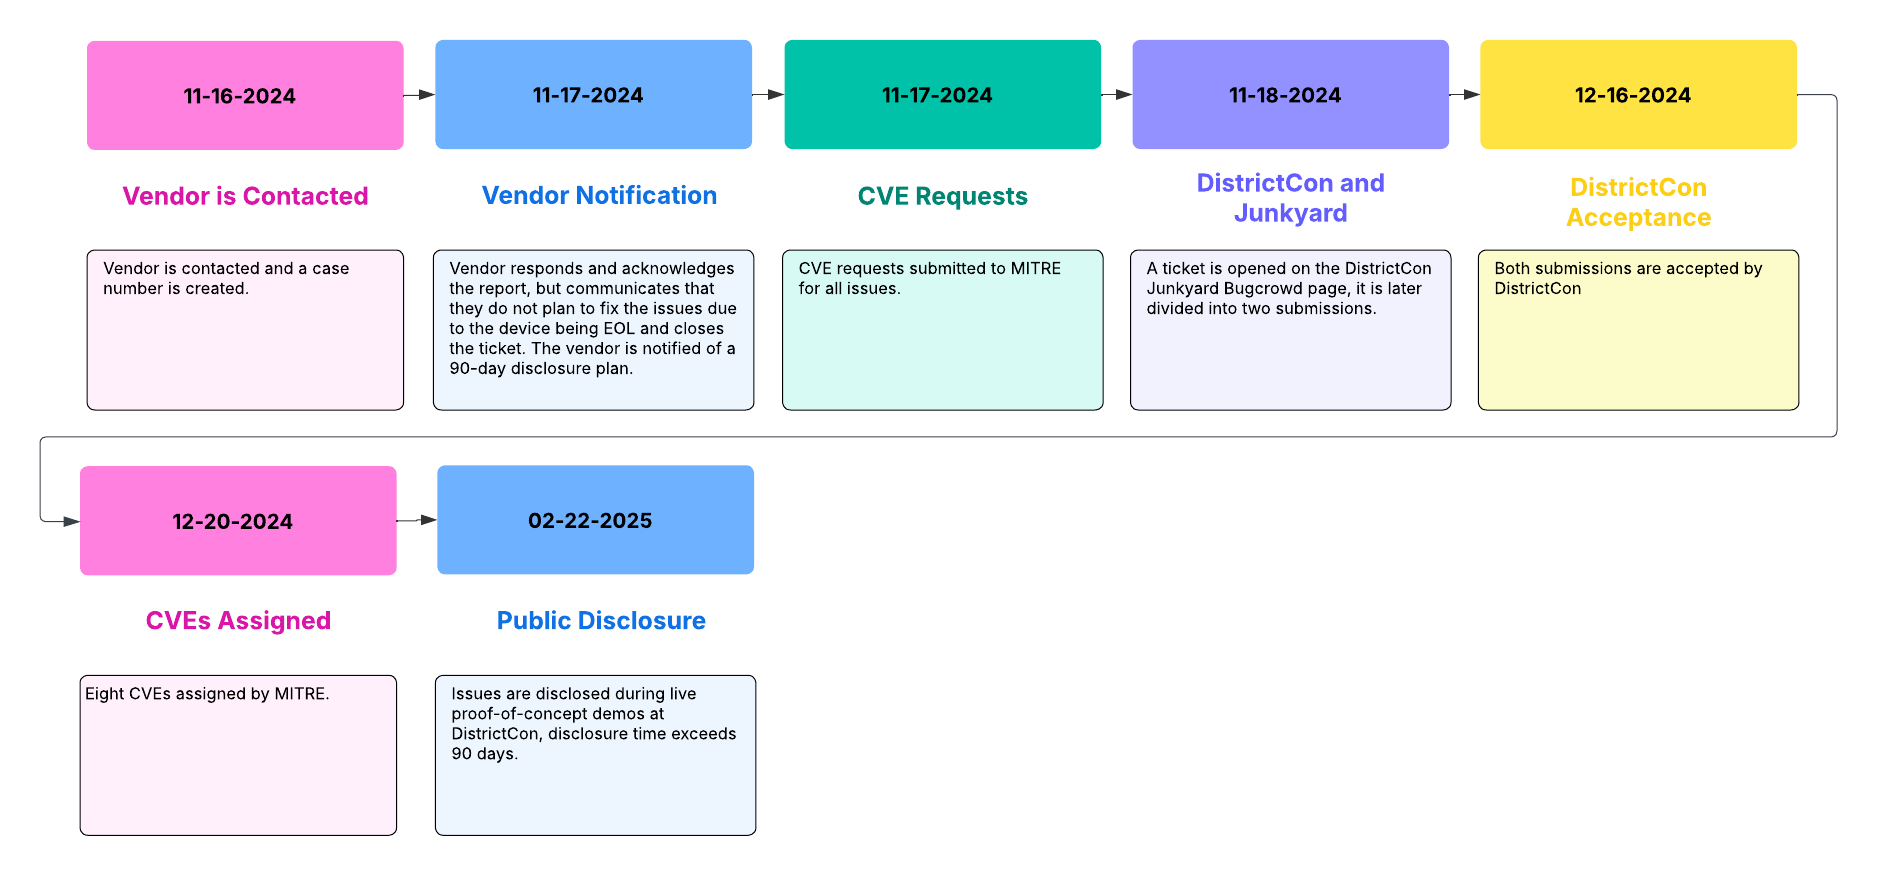 11-16-2024
Vendor is Contacted
Vendor is contacted and a case
number is created.
11-17-2024
Vendor Notification
Vendor responds and acknowledges
the report, but communicates that
they do not plan to fix the issues due
to the device being EOL and closes
the ticket. The vendor is notified of a
90-day disclosure plan.
11-17-2024
CVE Requests
CVE requests submitted to MITRE
for all issues.
11-18-2024
DistrictCon and
Junkyard
A ticket is opened on the DistrictCon
Junkyard Bugcrowd page, it is later
divided into two submissions.
12-16-2024
DistrictCon
Acceptance
Both submissions are accepted by
DistrictCon
12-20-2024
CVEs Assigned
Eight CVEs assigned by MITRE.
02-22-2025
Public Disclosure
Issues are disclosed during live
proof-of-concept demos at
DistrictCon, disclosure time exceeds
90 days.